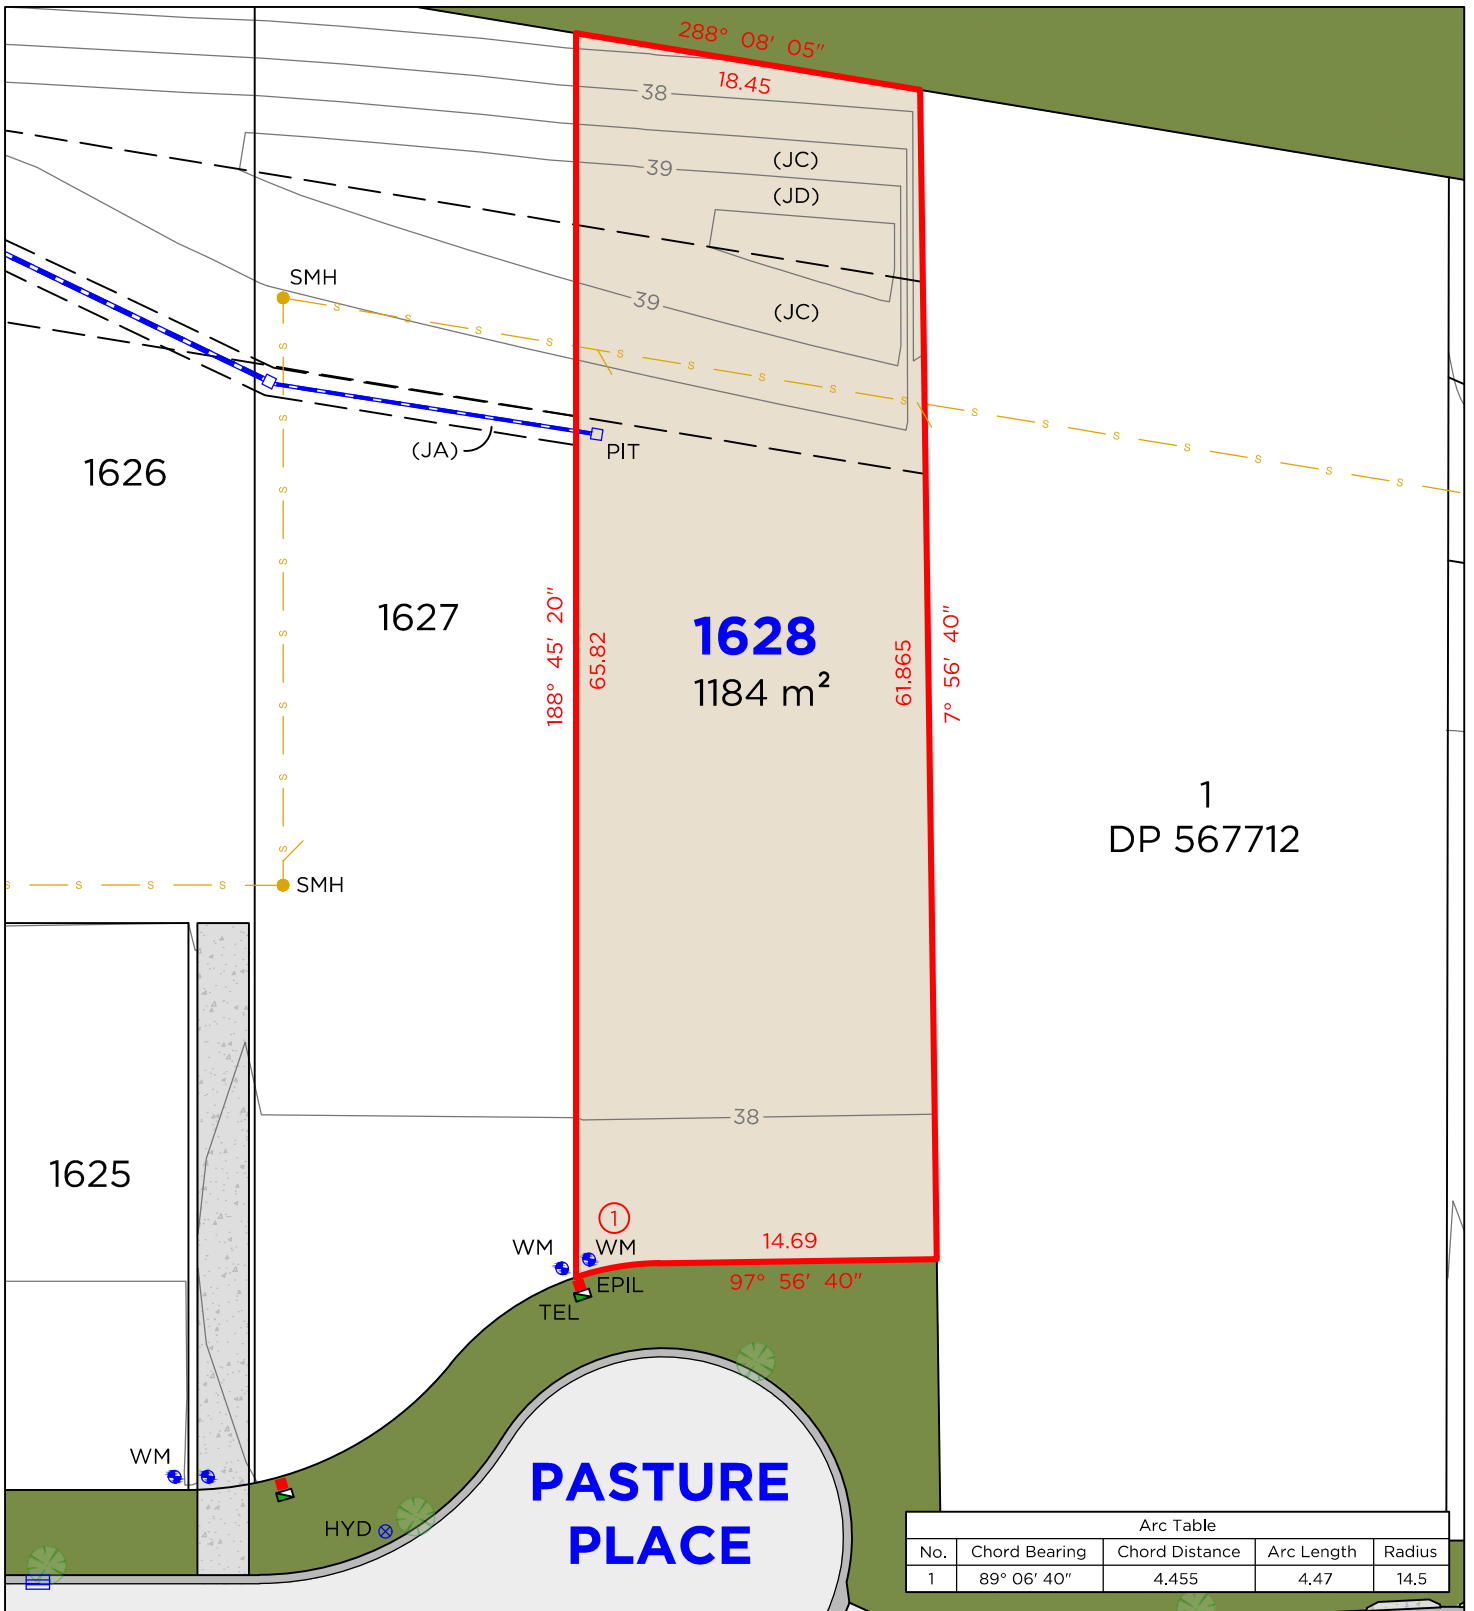 288° 08' 05"
18.45
38
(JC)
39
(JD)
SMH
39
(JC)
s s s s s s s s s s s s s s s s
(JA)
PIT
1626
1627
188° 45' 20"
65.82
1628
1184 m²
61.865
7° 56' 40"
1
DP 567712
s s s s s s s s
SMH
s s s s
38
1625
1
WM
WM
14.69
EPIL
97° 56' 40"
TEL
WM
PASTURE
PLACE
HYD
Arc Table
No. Chord Bearing Chord Distance Arc Length Radius
1 89° 06' 40" 4.455 4.47 14.5